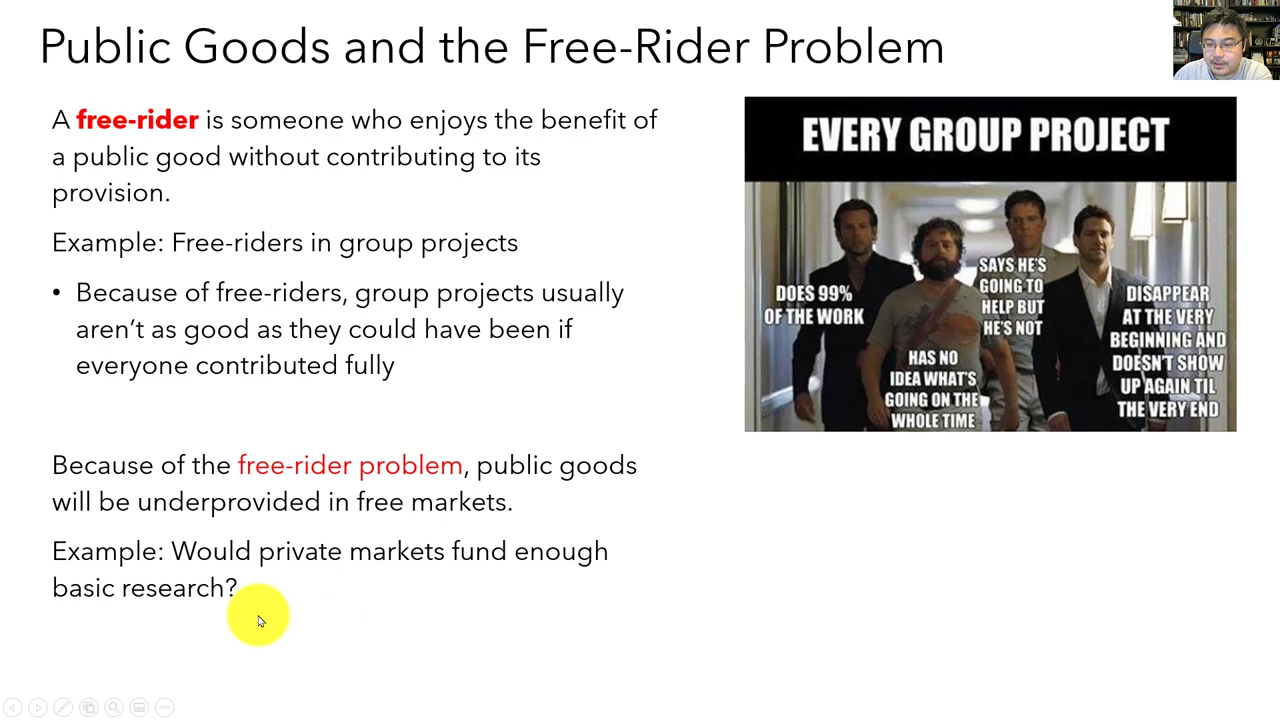 Public Goods and the Free-Rider Problem
A free-rider is someone who enjoys the benefit of
a public good without contributing to its
provision.
Example: Free-riders in group projects
• Because of free-riders, group projects usually
aren’t as good as they could have been if
everyone contributed fully
Because of the free-rider problem, public goods
will be underprovided in free markets.
Example: Would private markets fund enough
basic research?
EVERY GROUP PROJECT
DOES 99%
OF THE WORK
HAS NO
IDEA WHAT'S
GOING ON THE
WHOLE TIME
SAYS HE'S
GOING TO
HELP BUT
HE'S NOT
DISAPPEAR
AT THE VERY
BEGINNING AND
DOESN'T SHOW
UP AGAIN TIL
THE VERY END